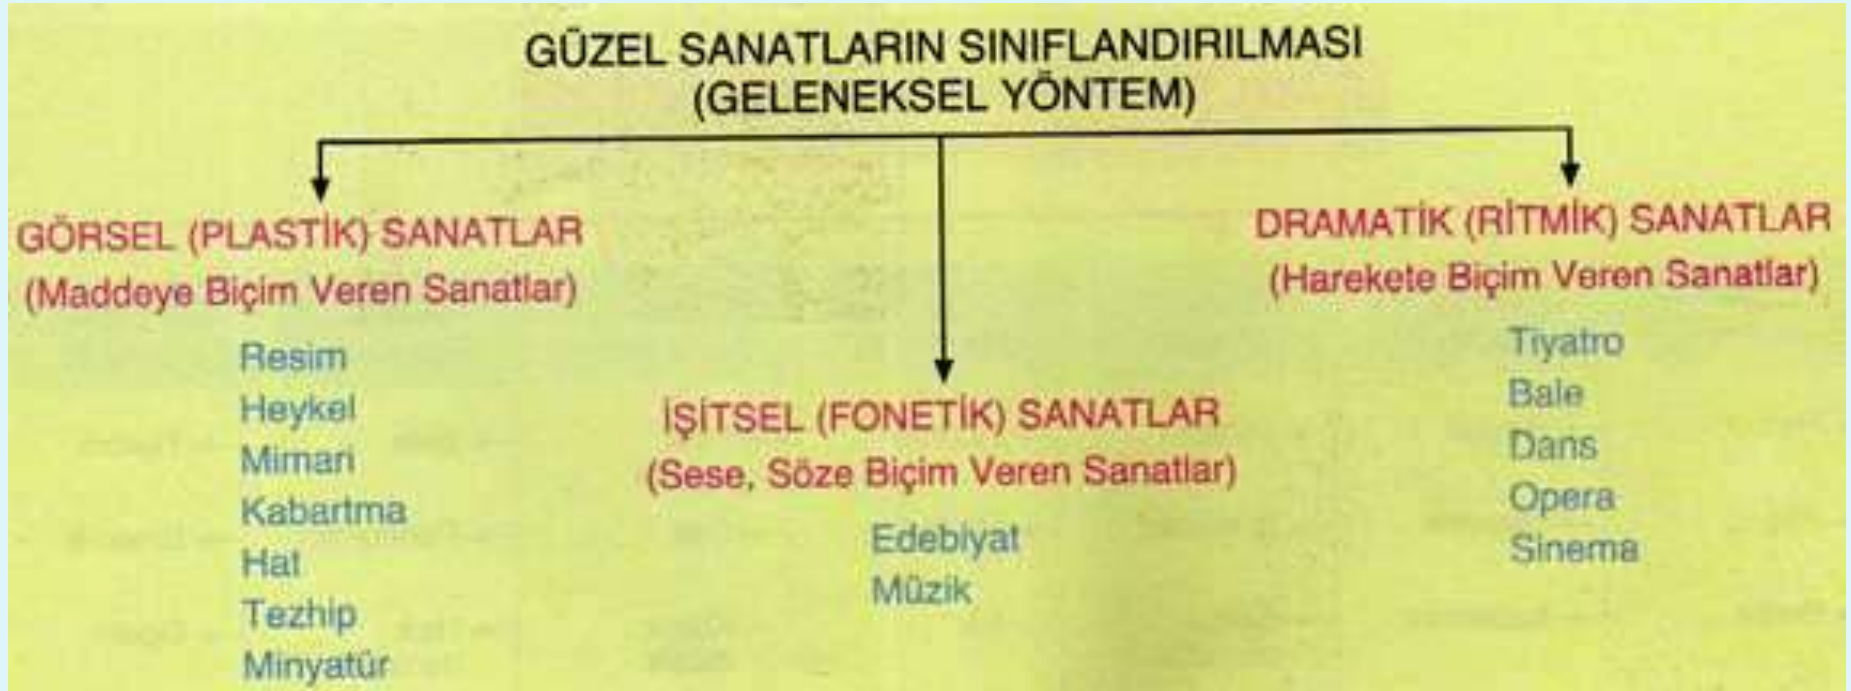 GÜZEL SANATLARIN SINIFLANDIRILMASI
(GELENEKSEL YÖNTEM)
GÖRSEL (PLASTİK) SANATLAR
(Maddeye Biçim Veren Sanatlar)
Resim
Heykel
Mimari
Kabartma
Hat
Tezhip
Minyatür
İŞİTSEL (FONETİK) SANATLAR
(Sese, Söze Biçim Veren Sanatlar)
Edebiyat
Müzik
DRAMATİK (RİTMİK) SANATLAR
(Harekete Biçim Veren Sanatlar)
Tiyatro
Bale
Dans
Opera
Sinema